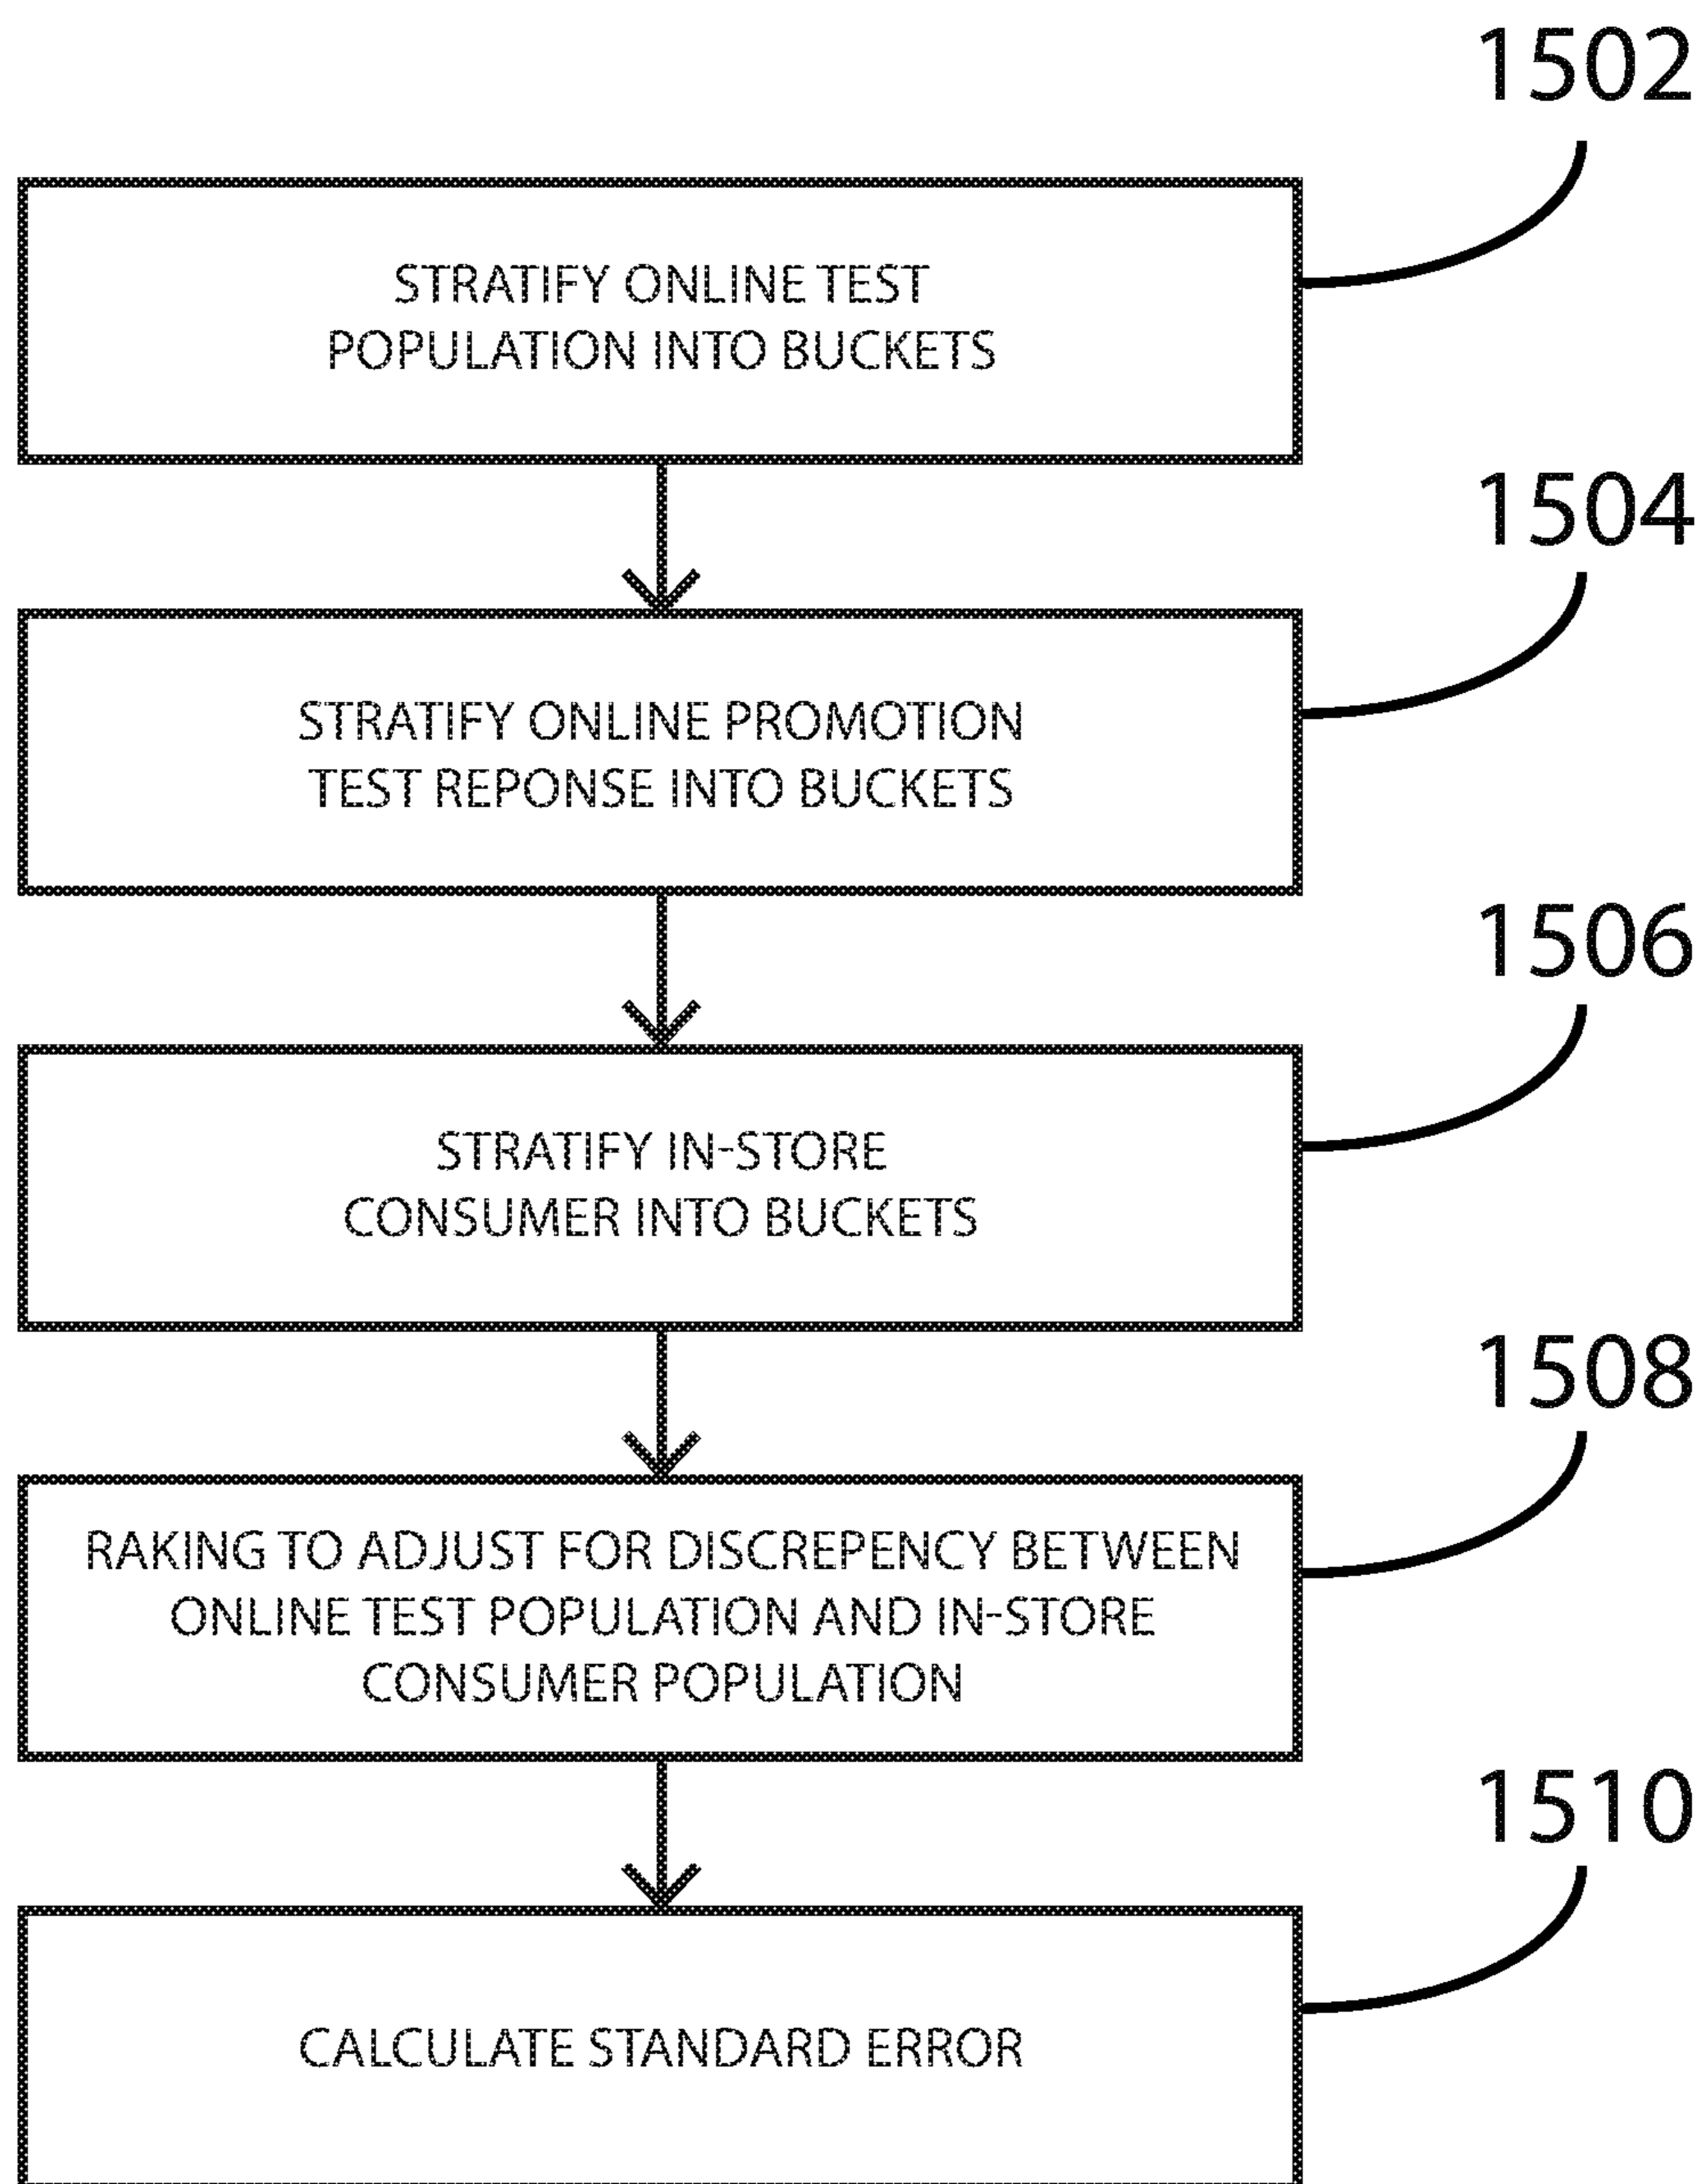 1502
STRATIFY ONLINE TEST
POPULATION INTO BUCKETS
1504
STRATIFY ONLINE PROMOTION
TEST REPONSE INTO BUCKETS
1506
STRATIFY IN-STORE
CONSUMER INTO BUCKETS
1508
RAKING TO ADJUST FOR DISCREPENCY BETWEEN
ONLINE TEST POPULATION AND IN-STORE
CONSUMER POPULATION
1510
CALCULATE STANDARD ERROR